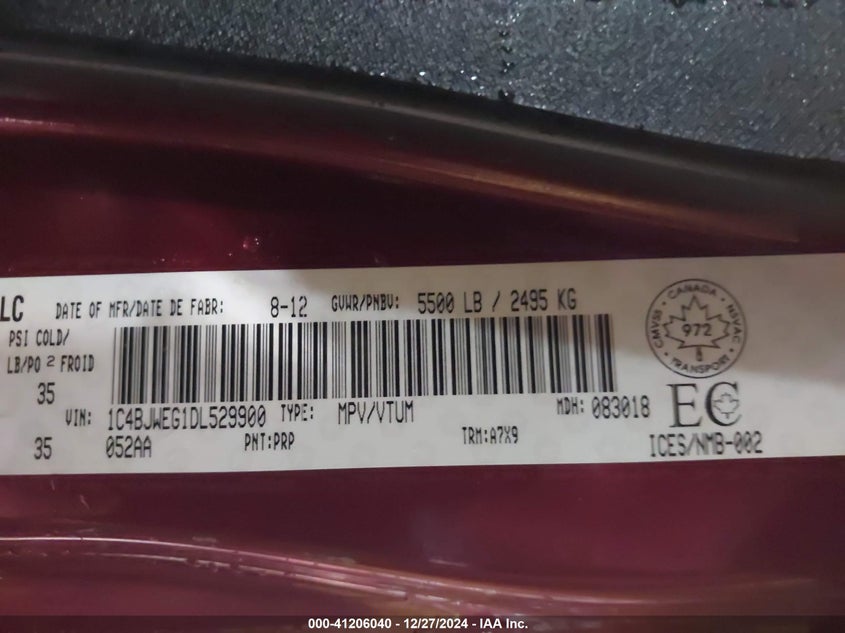 LC DATE OF MFR/DATE DE FABR: 8-12 GVWR/PNBV: 5500 LB / 2495 KG
PSI COLD/
LB/PO 2 FROID
35
VIN: 1C4BJWEG1DL529900 TYPE: MPV/VTUM MDH: 083018
35 052AA PNT:PRP TRM:A7X9
CANADA
CMVSS NSVAC
972
8
TRANSPORT
EC
ICES/NMB-002
000-41206040 - 12/27/2024 - IAA Inc.